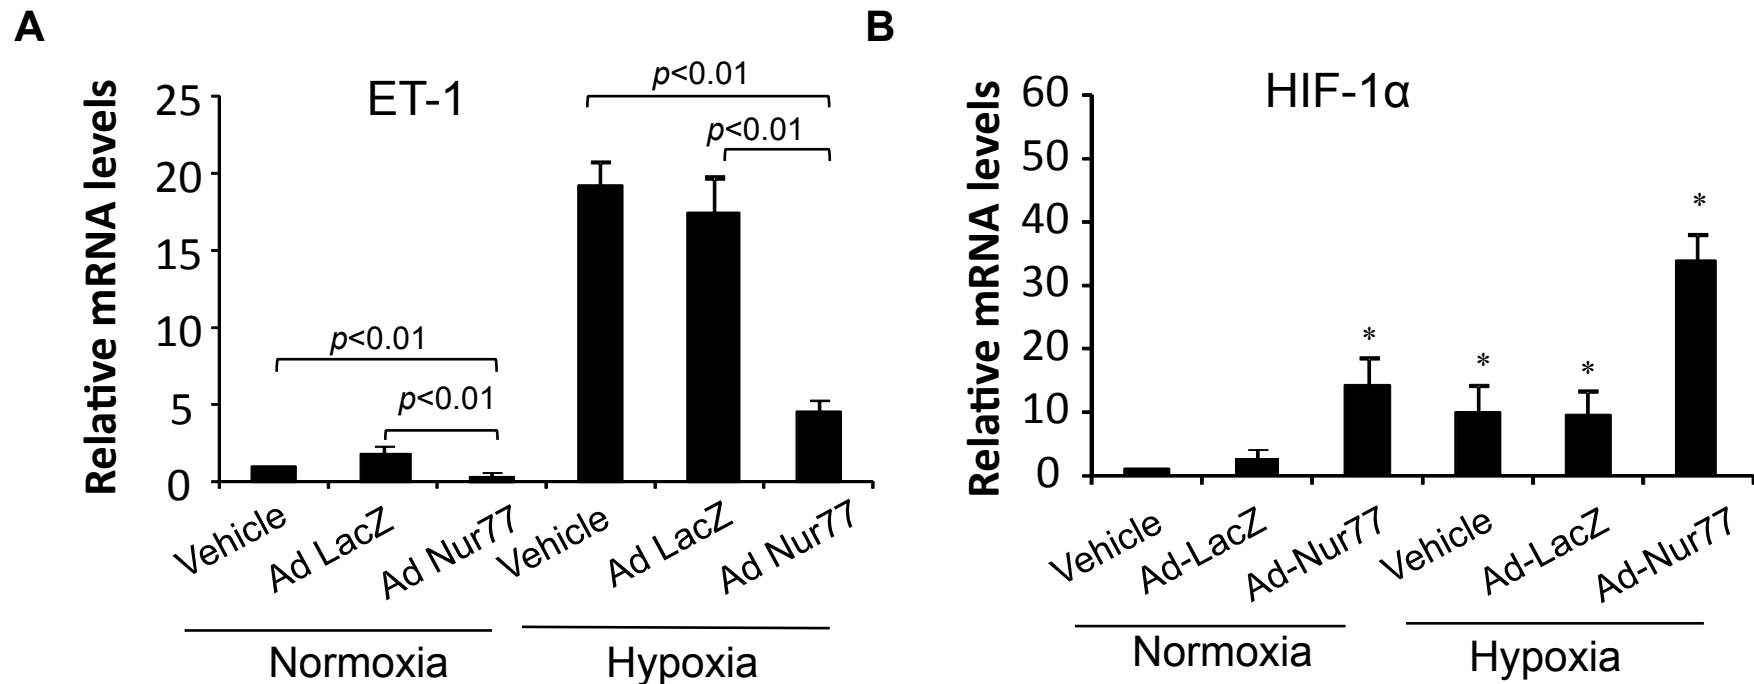 A
ET-1
Relative mRNA levels
25
20
15
10
5
0
p<0.01
p<0.01
p<0.01
p<0.01
Vehicle
Ad LacZ
Ad Nur77
Vehicle
Ad LacZ
Ad Nur77
Normoxia
Hypoxia
B
HIF-1α
Relative mRNA levels
60
50
40
30
20
10
0
*
*
*
*
Vehicle
Ad-LacZ
Ad-Nur77
Vehicle
Ad-LacZ
Ad-Nur77
Normoxia
Hypoxia